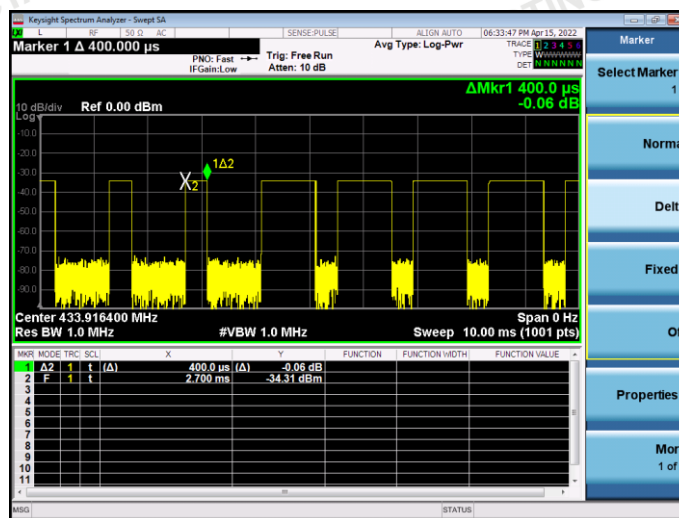 Keysight Spectrum Analyzer - Swept SA
L RF 50 Ω AC SENSE:PULSE ALIGN AUTO 06:33:47 PM Apr 15, 2022
Marker 1 Δ 400.000 µs
PNO: Fast
IFGain:Low
Trig: Free Run
Atten: 10 dB
Avg Type: Log-Pwr
TRACE 1 2 3 4 5 6
TYPE W W W W W W
DET N N N N N N
ΔMkr1 400.0 µs
-0.06 dB
10 dB/div Ref 0.00 dBm
Log
-10.0
-20.0
-30.0
-40.0
-50.0
-60.0
-70.0
-80.0
-90.0
1Δ2
X2
Center 433.916400 MHz Span 0 Hz
Res BW 1.0 MHz #VBW 1.0 MHz Sweep 10.00 ms (1001 pts)
MKR MODE TRC SCL X Y FUNCTION FUNCTION WIDTH FUNCTION VALUE
1 Δ2 1 t (Δ) 400.0 µs (Δ) -0.06 dB
2 F 1 t 2.700 ms -34.31 dBm
3
4
5
6
7
8
9
10
11
MSG STATUS
Marker
Select Marker
1
Norma
Delt
Fixed
O
Properties
Mor
1 of